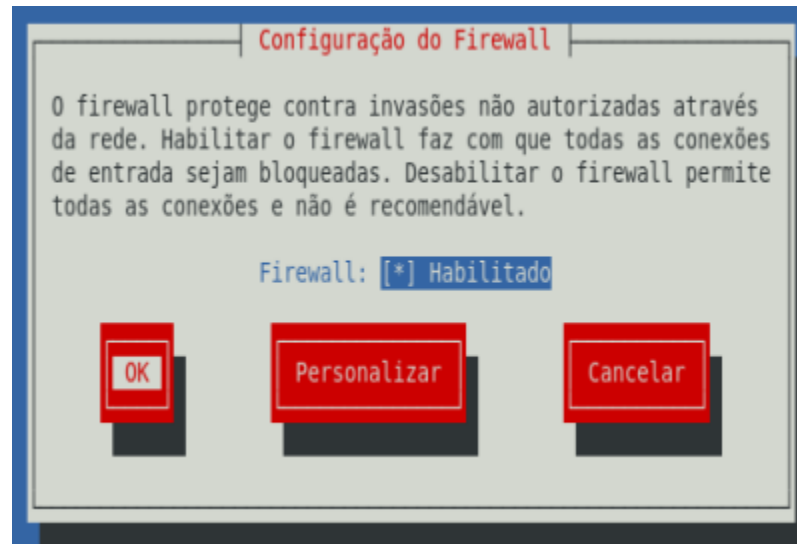 Configuração do Firewall
O firewall protege contra invasões não autorizadas através
da rede. Habilitar o firewall faz com que todas as conexões
de entrada sejam bloqueadas. Desabilitar o firewall permite
todas as conexões e não é recomendável.
Firewall: [*] Habilitado
OK Personalizar Cancelar